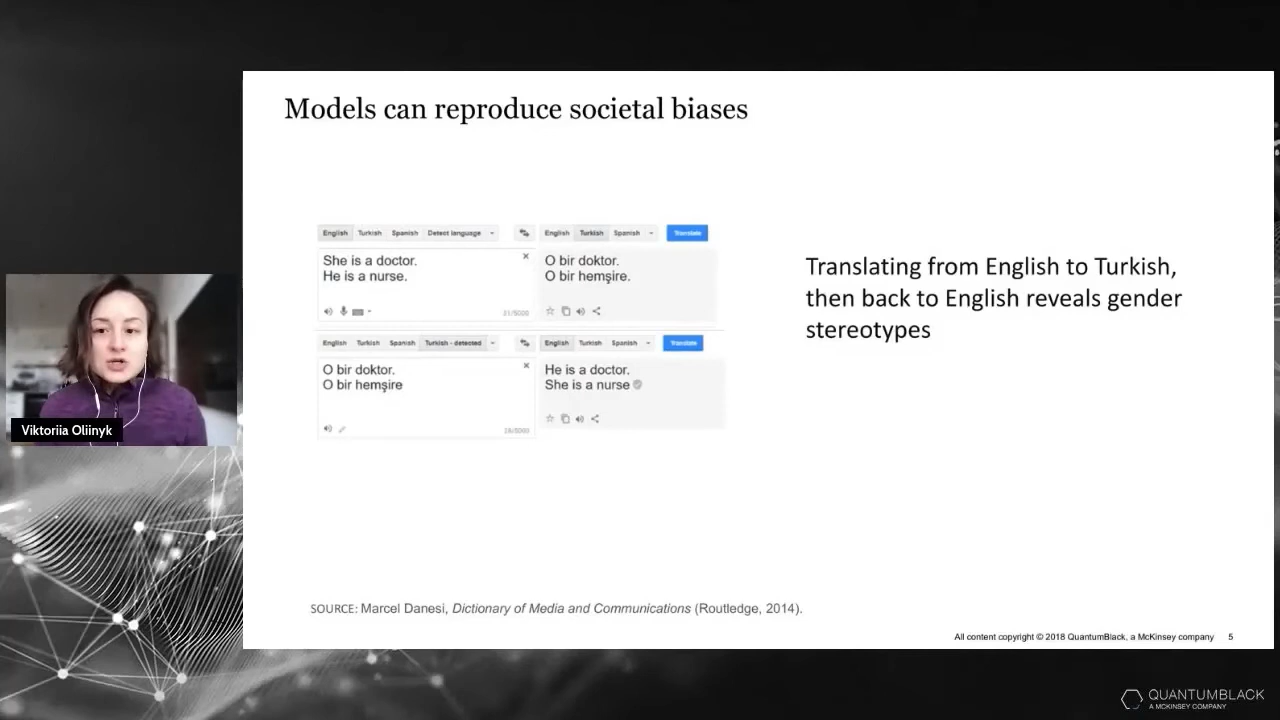 Models can reproduce societal biases
English Turkish Spanish Detect language
English Turkish Spanish Translate
She is a doctor.
He is a nurse.
31/5000
O bir doktor.
O bir hemşire.
English Turkish Spanish Turkish - detected
English Turkish Spanish Translate
O bir doktor.
O bir hemşire
28/5000
He is a doctor.
She is a nurse
Translating from English to Turkish,
then back to English reveals gender
stereotypes
Viktoriia Oliinyk
SOURCE: Marcel Danesi, Dictionary of Media and Communications (Routledge, 2014).
All content copyright © 2018 QuantumBlack, a McKinsey company 5
QUANTUMBLACK
A MCKINSEY COMPANY